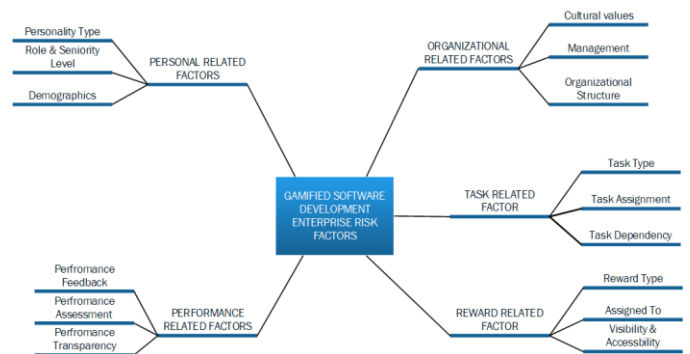 Personality Type
Role & Seniority
Level
Demographics
PERSONAL RELATED
FACTORS
ORGANIZATIONAL
RELATED FACTORS
Cultural values
Management
Organizational
Structure
GAMIFIED SOFTWARE
DEVELOPMENT
ENTERPRISE RISK
FACTORS
TASK RELATED
FACTOR
Task Type
Task Assignment
Task Dependency
Perfromance
Feedback
Perfromance
Assessment
Perfromance
Transparency
PERFORMANCE
RELATED FACTORS
REWARD RELATED
FACTOR
Reward Type
Assigned To
Visibility &
Accessbility